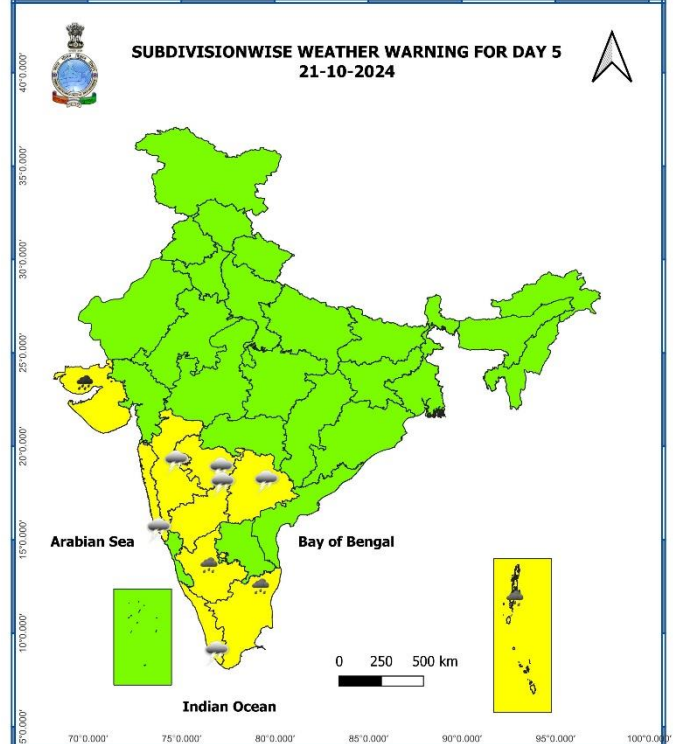 SUBDIVISIONWISE WEATHER WARNING FOR DAY 5
21-10-2024
40°0.000'
35°0.000'
30°0.000'
25°0.000'
20°0.000'
15°0.000'
10°0.000'
5°0.000'
Arabian Sea
Bay of Bengal
0 250 500 km
Indian Ocean
70°0.000' 75°0.000' 80°0.000' 85°0.000' 90°0.000' 95°0.000' 100°0.000'